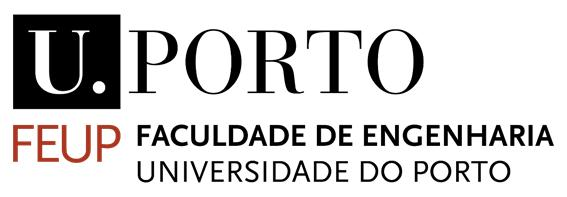 U. PORTO
FEUP FACULDADE DE ENGENHARIA
UNIVERSIDADE DO PORTO